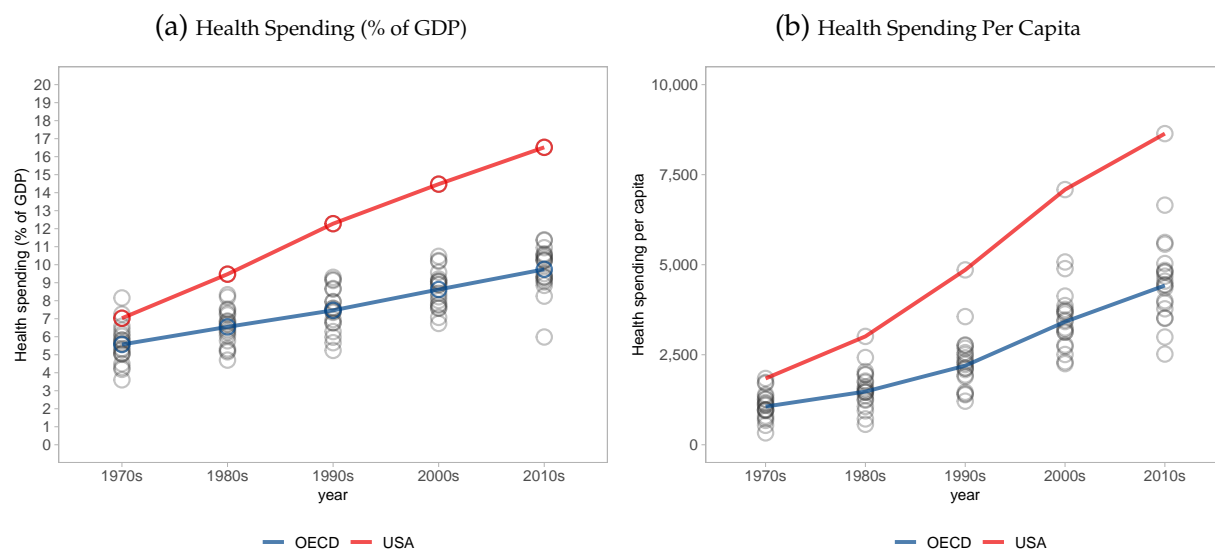 (a) Health Spending (% of GDP)
Health spending (% of GDP)
20
19
18
17
16
15
14
13
12
11
10
9
8
7
6
5
4
3
2
1
0
1970s 1980s 1990s 2000s 2010s
year
OECD USA
(b) Health Spending Per Capita
Health spending per capita
10,000
7,500
5,000
2,500
0
1970s 1980s 1990s 2000s 2010s
year
OECD USA